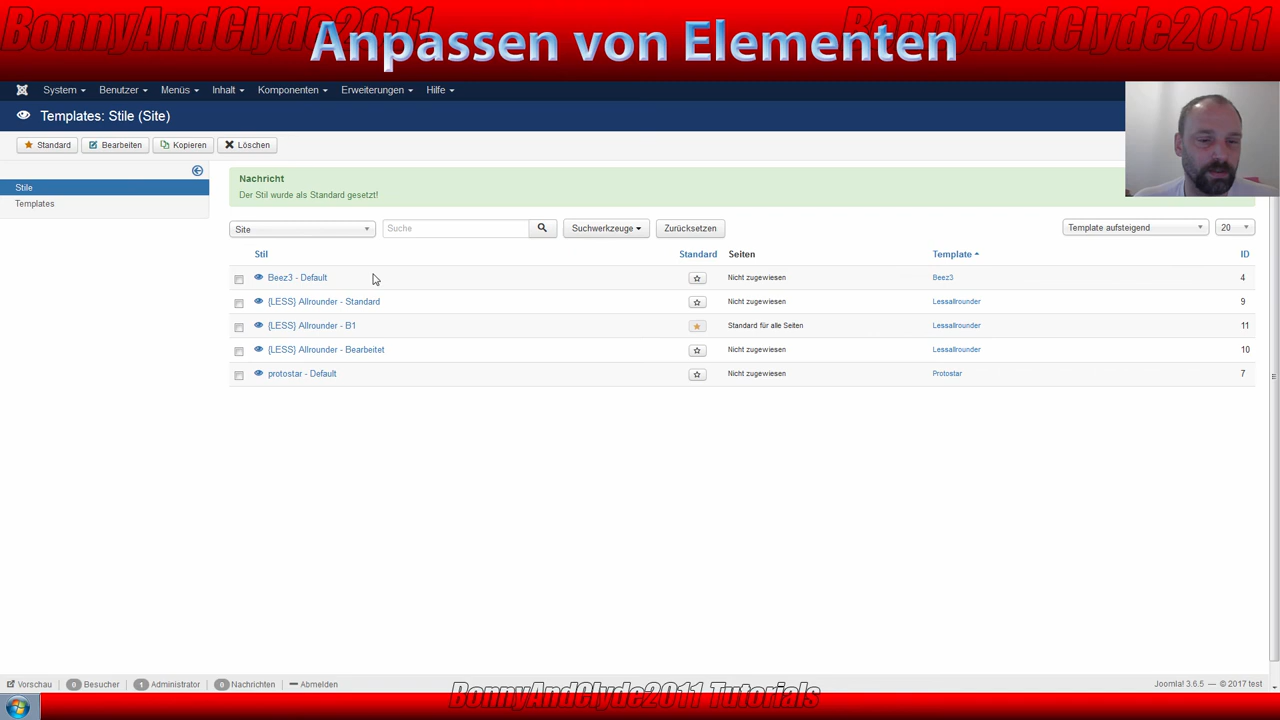 BonnyAndClyde2011
BonnyAndClyde2011
Anpassen von Elementen
System Benutzer Menüs Inhalt Komponenten Erweiterungen Hilfe
Templates: Stile (Site)
Standard Bearbeiten Kopieren Löschen
Stile
Templates
Nachricht
Der Stil wurde als Standard gesetzt!
Site Suche Suchwerkzeuge Zurücksetzen Template aufsteigend 20
Stil Standard Seiten Template ID
Beez3 - Default Nicht zugewiesen Beez3 4
{LESS} Allrounder - Standard Nicht zugewiesen Lessallrounder 9
{LESS} Allrounder - B1 Standard für alle Seiten Lessallrounder 11
{LESS} Allrounder - Bearbeitet Nicht zugewiesen Lessallrounder 10
protostar - Default Nicht zugewiesen Protostar 7
Vorschau 0 Besucher 1 Administrator 0 Nachrichten Abmelden Joomla! 3.6.5 — © 2017 test
BonnyAndClyde2011 Tutorials